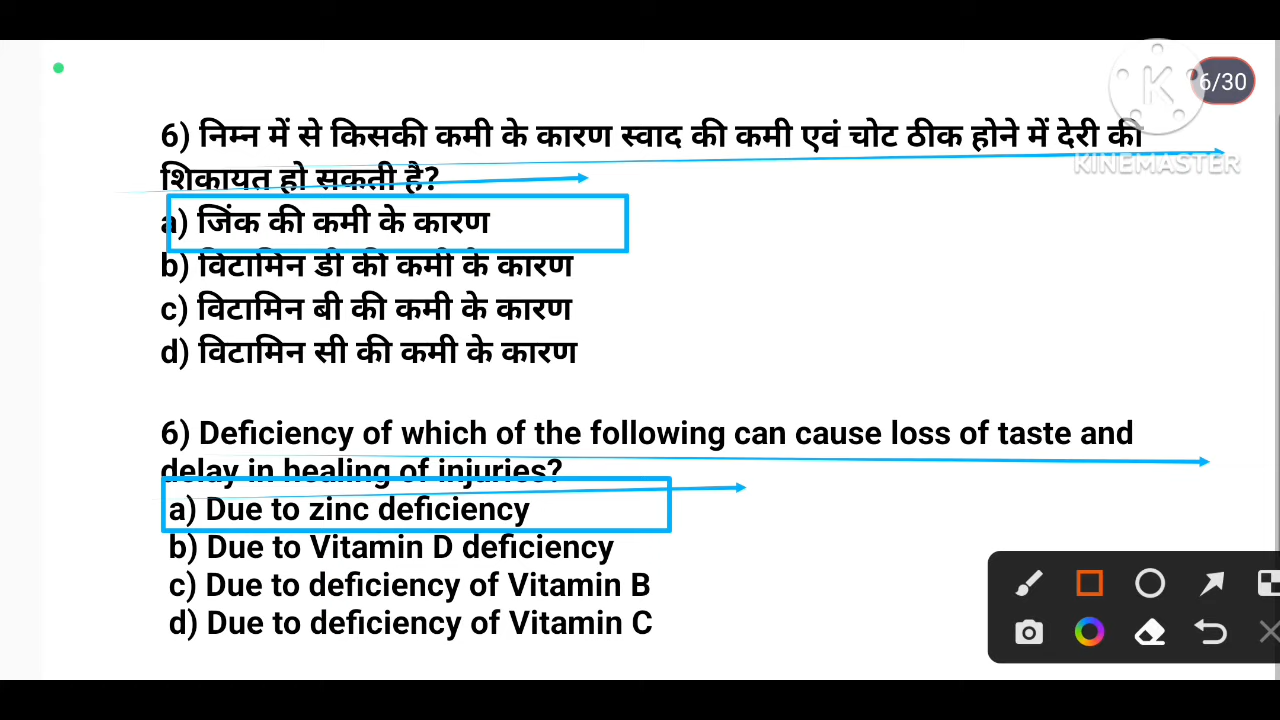 6/30
KINEMASTER
6) निम्न में से किसकी कमी के कारण स्वाद की कमी एवं चोट ठीक होने में देरी की
शिकायत हो सकती है?
a) जिंक की कमी के कारण
b) विटामिन डी की कमी के कारण
c) विटामिन बी की कमी के कारण
d) विटामिन सी की कमी के कारण
6) Deficiency of which of the following can cause loss of taste and
delay in healing of injuries?
a) Due to zinc deficiency
b) Due to Vitamin D deficiency
c) Due to deficiency of Vitamin B
d) Due to deficiency of Vitamin C